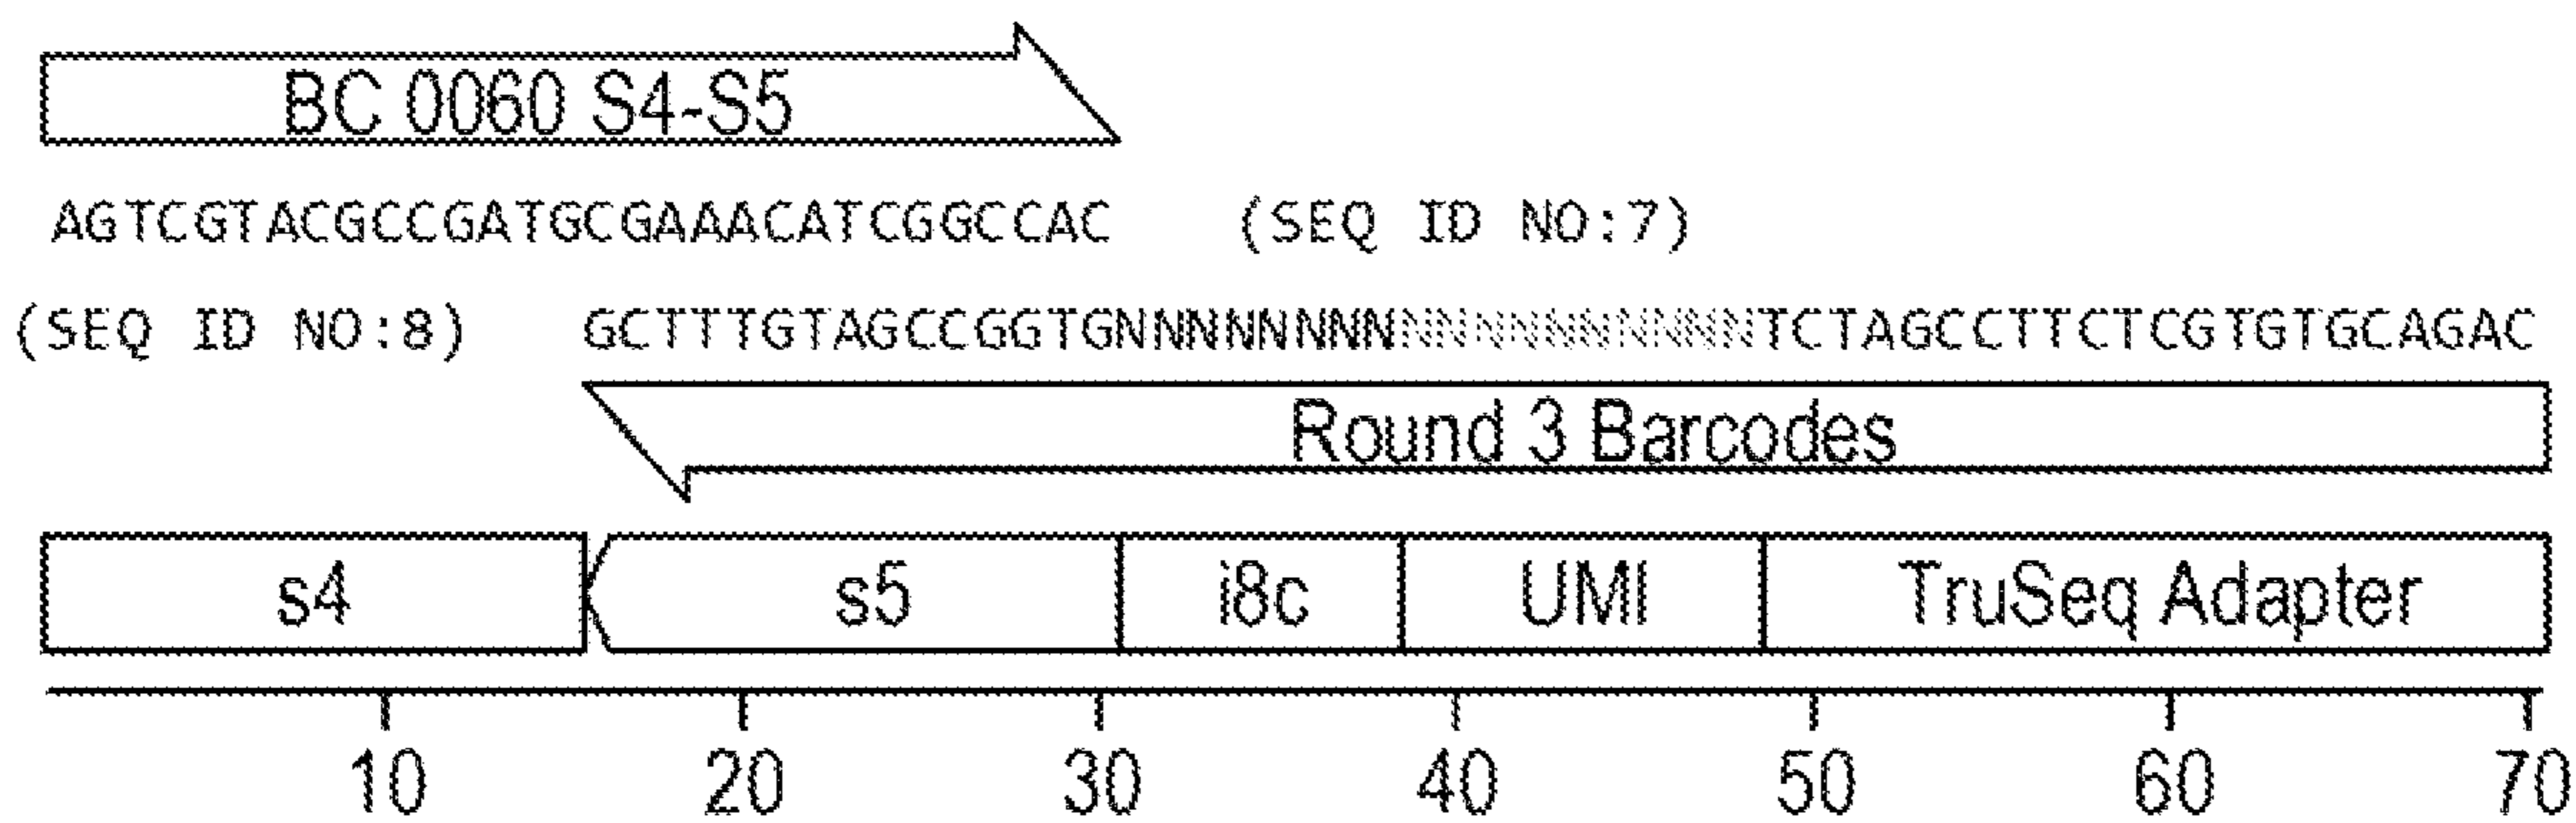 BC 0060 S4-S5
AGTCGTACGCCGATGCGAAACATCGGCCAC (SEQ ID NO:7)
(SEQ ID NO:8) GCTTTGTAGCCGGTGNNNNNNNNNNNNNNNNNNTCTAGCCTTCTCGTGTGCAGAC
Round 3 Barcodes
s4 s5 i8c UMI TruSeq Adapter
10 20 30 40 50 60 70